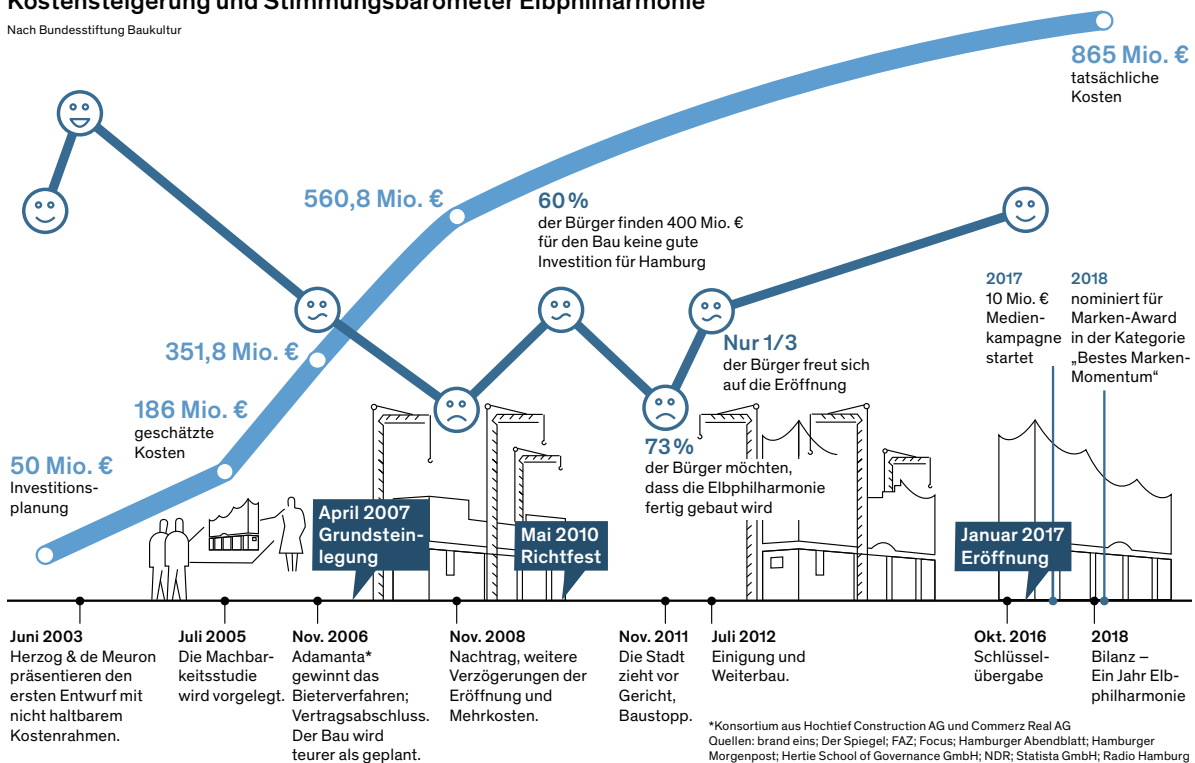 Kostensteigerung und Stimmungsbarometer Elbphilharmonie
Nach Bundesstiftung Baukultur
865 Mio. €
tatsächliche
Kosten
560,8 Mio. €
60 %
der Bürger finden 400 Mio. €
für den Bau keine gute
Investition für Hamburg
2017
10 Mio. €
Medien-
kampagne
startet
2018
nominiert für
Marken-Award
in der Kategorie
„Bestes Marken-
Momentum“
351,8 Mio. €
Nur 1/3
der Bürger freut sich
auf die Eröffnung
186 Mio. €
geschätzte
Kosten
73 %
der Bürger möchten,
dass die Elbphilharmonie
fertig gebaut wird
50 Mio. €
Investitions-
planung
April 2007
Grundstein-
legung
Mai 2010
Richtfest
Januar 2017
Eröffnung
Juni 2003
Herzog & de Meuron
präsentieren den
ersten Entwurf mit
nicht haltbarem
Kostenrahmen.
Juli 2005
Die Machbar-
keitsstudie
wird vorgelegt.
Nov. 2006
Adamanta*
gewinnt das
Bieterverfahren;
Vertragsabschluss.
Der Bau wird
teurer als geplant.
Nov. 2008
Nachtrag, weitere
Verzögerungen der
Eröffnung und
Mehrkosten.
Nov. 2011
Die Stadt
zieht vor
Gericht,
Baustopp.
Juli 2012
Einigung und
Weiterbau.
Okt. 2016
Schlüssel-
übergabe
2018
Bilanz –
Ein Jahr Elb-
philharmonie
*Konsortium aus Hochtief Construction AG und Commerz Real AG
Quellen: brand eins; Der Spiegel; FAZ; Focus; Hamburger Abendblatt; Hamburger
Morgenpost; Hertie School of Governance GmbH; NDR; Statista GmbH; Radio Hamburg